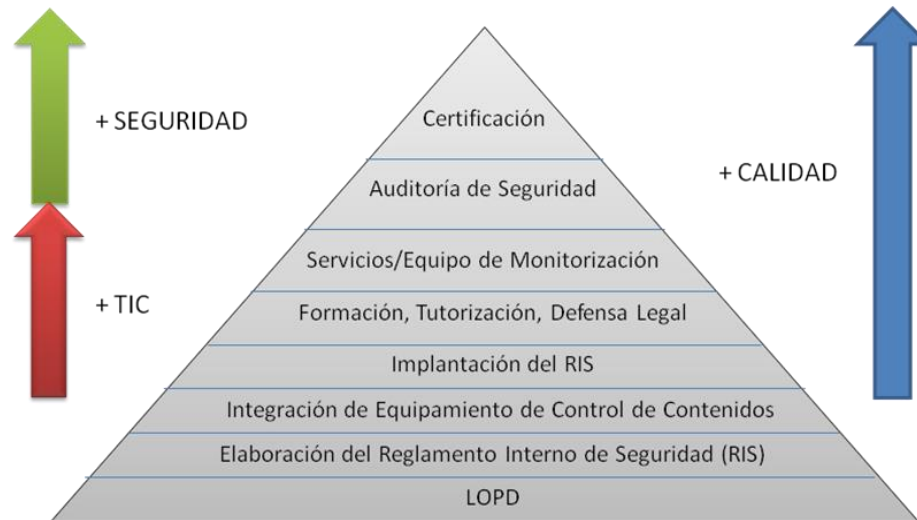 Certificación
+ SEGURIDAD
+ CALIDAD
Auditoría de Seguridad
Servicios/Equipo de Monitorización
+ TIC
Formación, Tutorización, Defensa Legal
Implantación del RIS
Integración de Equipamiento de Control de Contenidos
Elaboración del Reglamento Interno de Seguridad (RIS)
LOPD